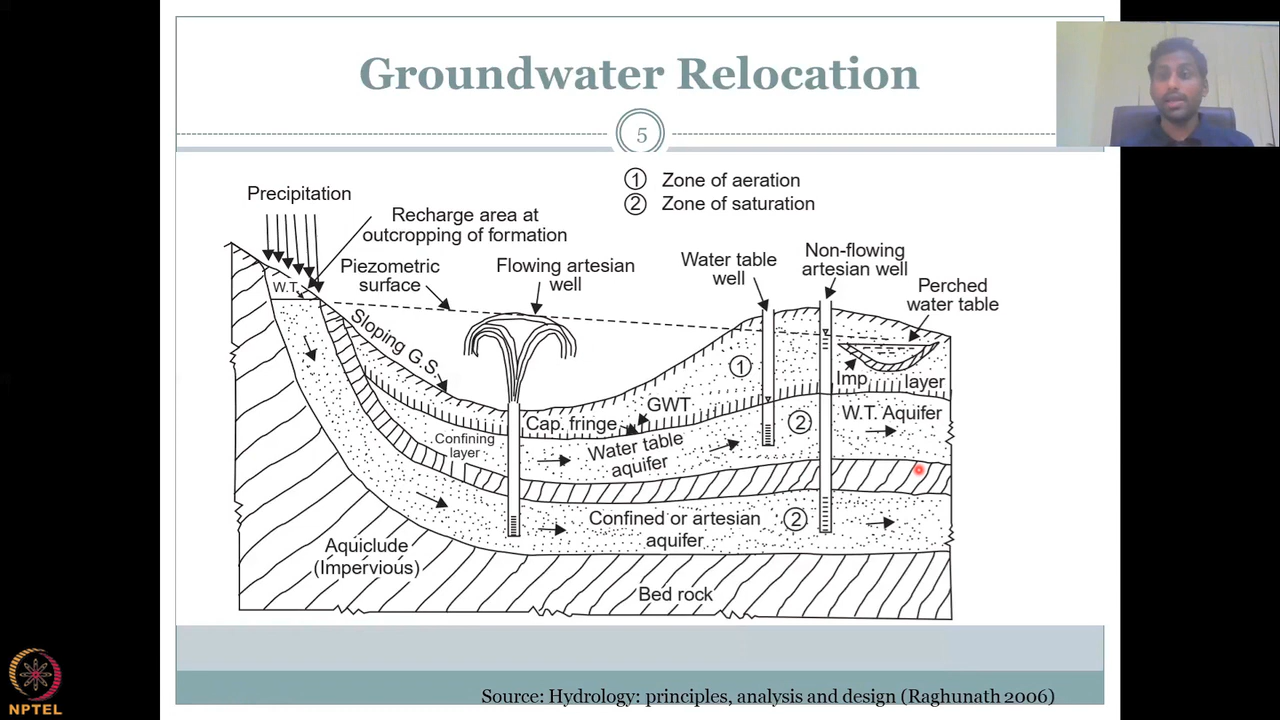 Groundwater Relocation
5
① Zone of aeration
② Zone of saturation
Precipitation
Recharge area at
outcropping of formation
Piezometric
surface
Flowing artesian
well
Water table
well
Non-flowing
artesian well
Perched
water table
W.T.
Sloping G.S.
①
Imp
layer
GWT
Cap. fringe
②
W.T. Aquifer
Confining
layer
Water table
aquifer
Confined or artesian
aquifer
②
Aquiclude
(Impervious)
Bed rock
Source: Hydrology: principles, analysis and design (Raghunath 2006)
NPTEL